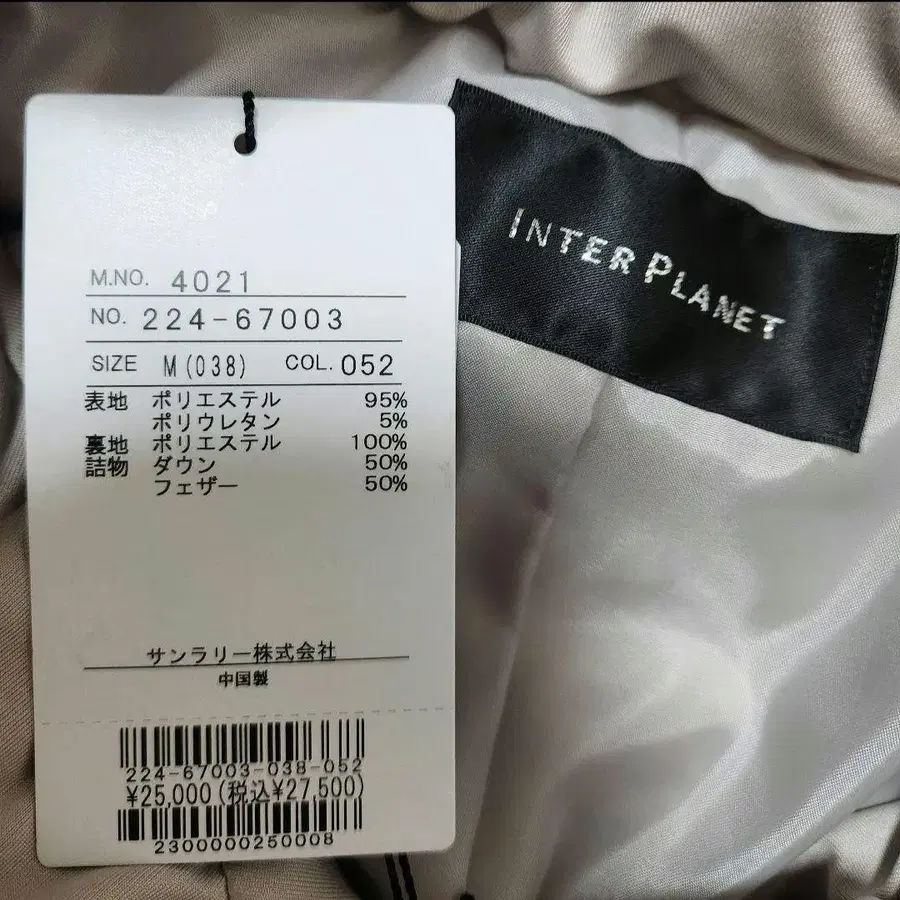 M.NO. 4021
NO. 224-67003
SIZE M(038) COL. 052
表地 ポリエステル 95%
ポリウレタン 5%
裏地 ポリエステル 100%
詰物 ダウン 50%
フェザー 50%
サンラリー株式会社
中国製
224-67003-038-052
¥25,000(税込¥27,500)
2300000250008
INTER PLANET